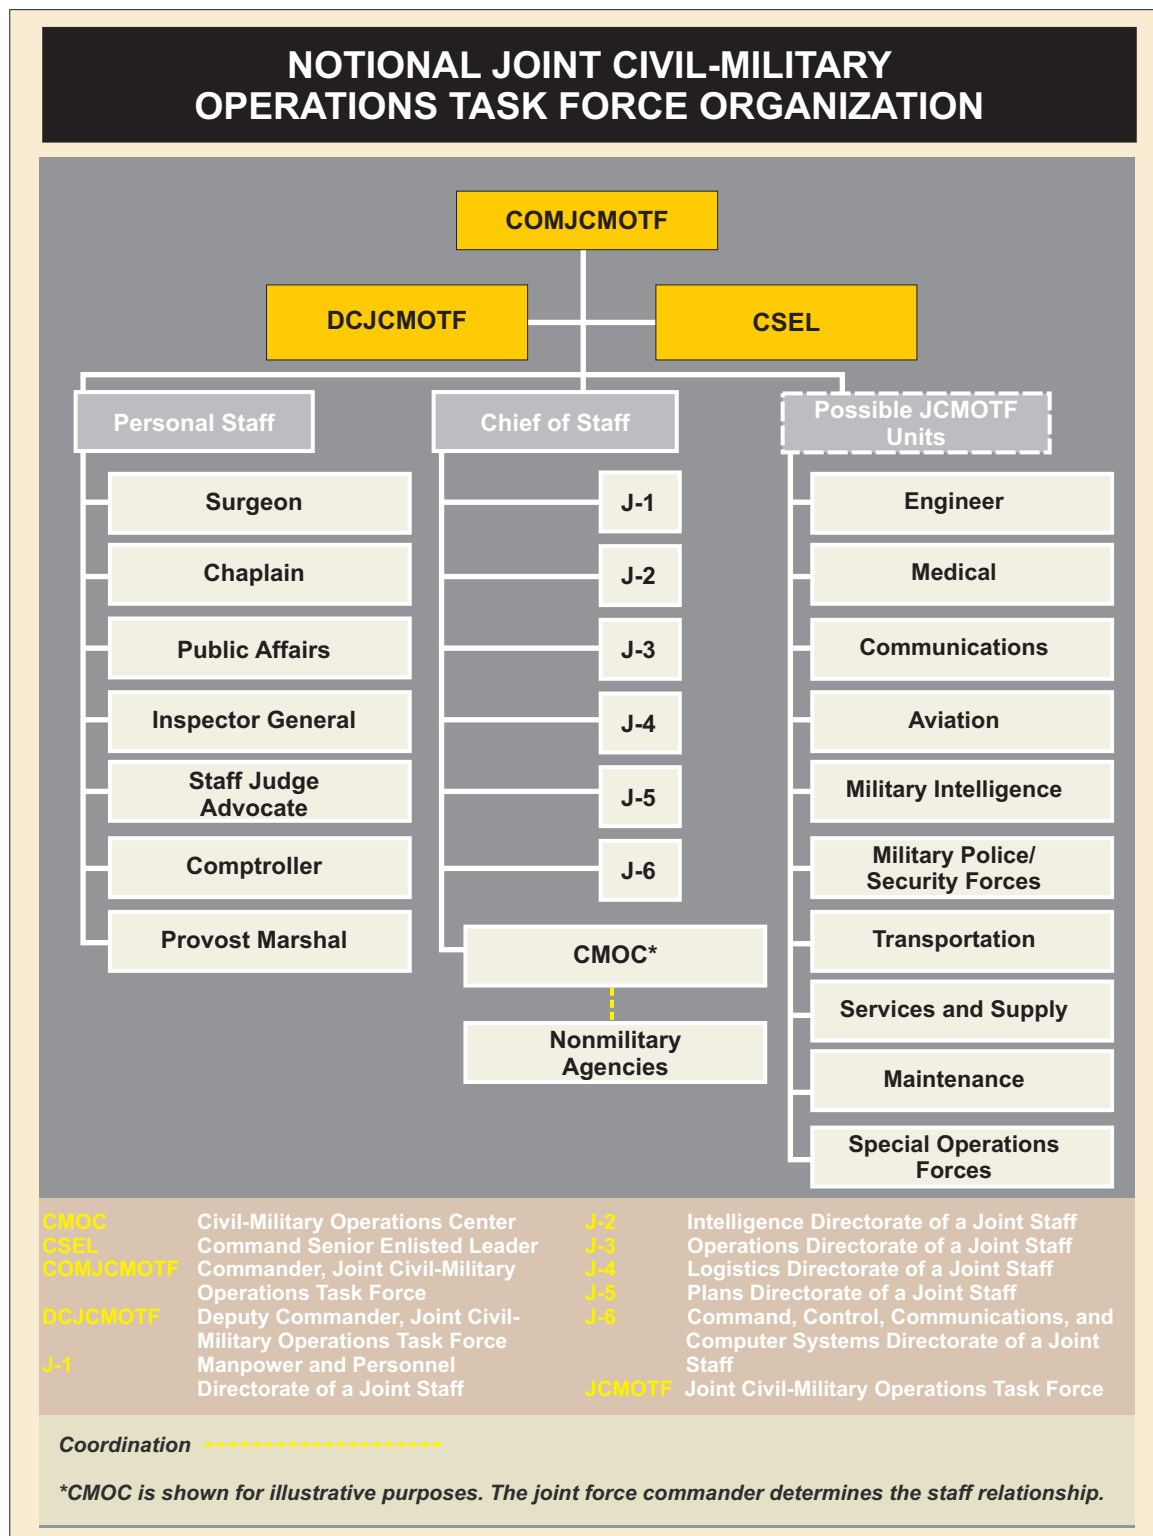 NOTIONAL JOINT CIVIL-MILITARY
OPERATIONS TASK FORCE ORGANIZATION
COMJCMOTF
DCJCMOTF
CSEL
Personal Staff
Surgeon
Chaplain
Public Affairs
Inspector General
Staff Judge
Advocate
Comptroller
Provost Marshal
Chief of Staff
J-1
J-2
J-3
J-4
J-5
J-6
CMOC*
Nonmilitary
Agencies
Possible JCMOTF
Units
Engineer
Medical
Communications
Aviation
Military Intelligence
Military Police/
Security Forces
Transportation
Services and Supply
Maintenance
Special Operations
Forces
CMOC Civil-Military Operations Center
CSEL Command Senior Enlisted Leader
COMJCMOTF Commander, Joint Civil-Military
Operations Task Force
DCJCMOTF Deputy Commander, Joint Civil-
Military Operations Task Force
J-1 Manpower and Personnel
Directorate of a Joint Staff
J-2 Intelligence Directorate of a Joint Staff
J-3 Operations Directorate of a Joint Staff
J-4 Logistics Directorate of a Joint Staff
J-5 Plans Directorate of a Joint Staff
J-6 Command, Control, Communications, and
Computer Systems Directorate of a Joint
Staff
JCMOTF Joint Civil-Military Operations Task Force
Coordination
*CMOC is shown for illustrative purposes. The joint force commander determines the staff relationship.